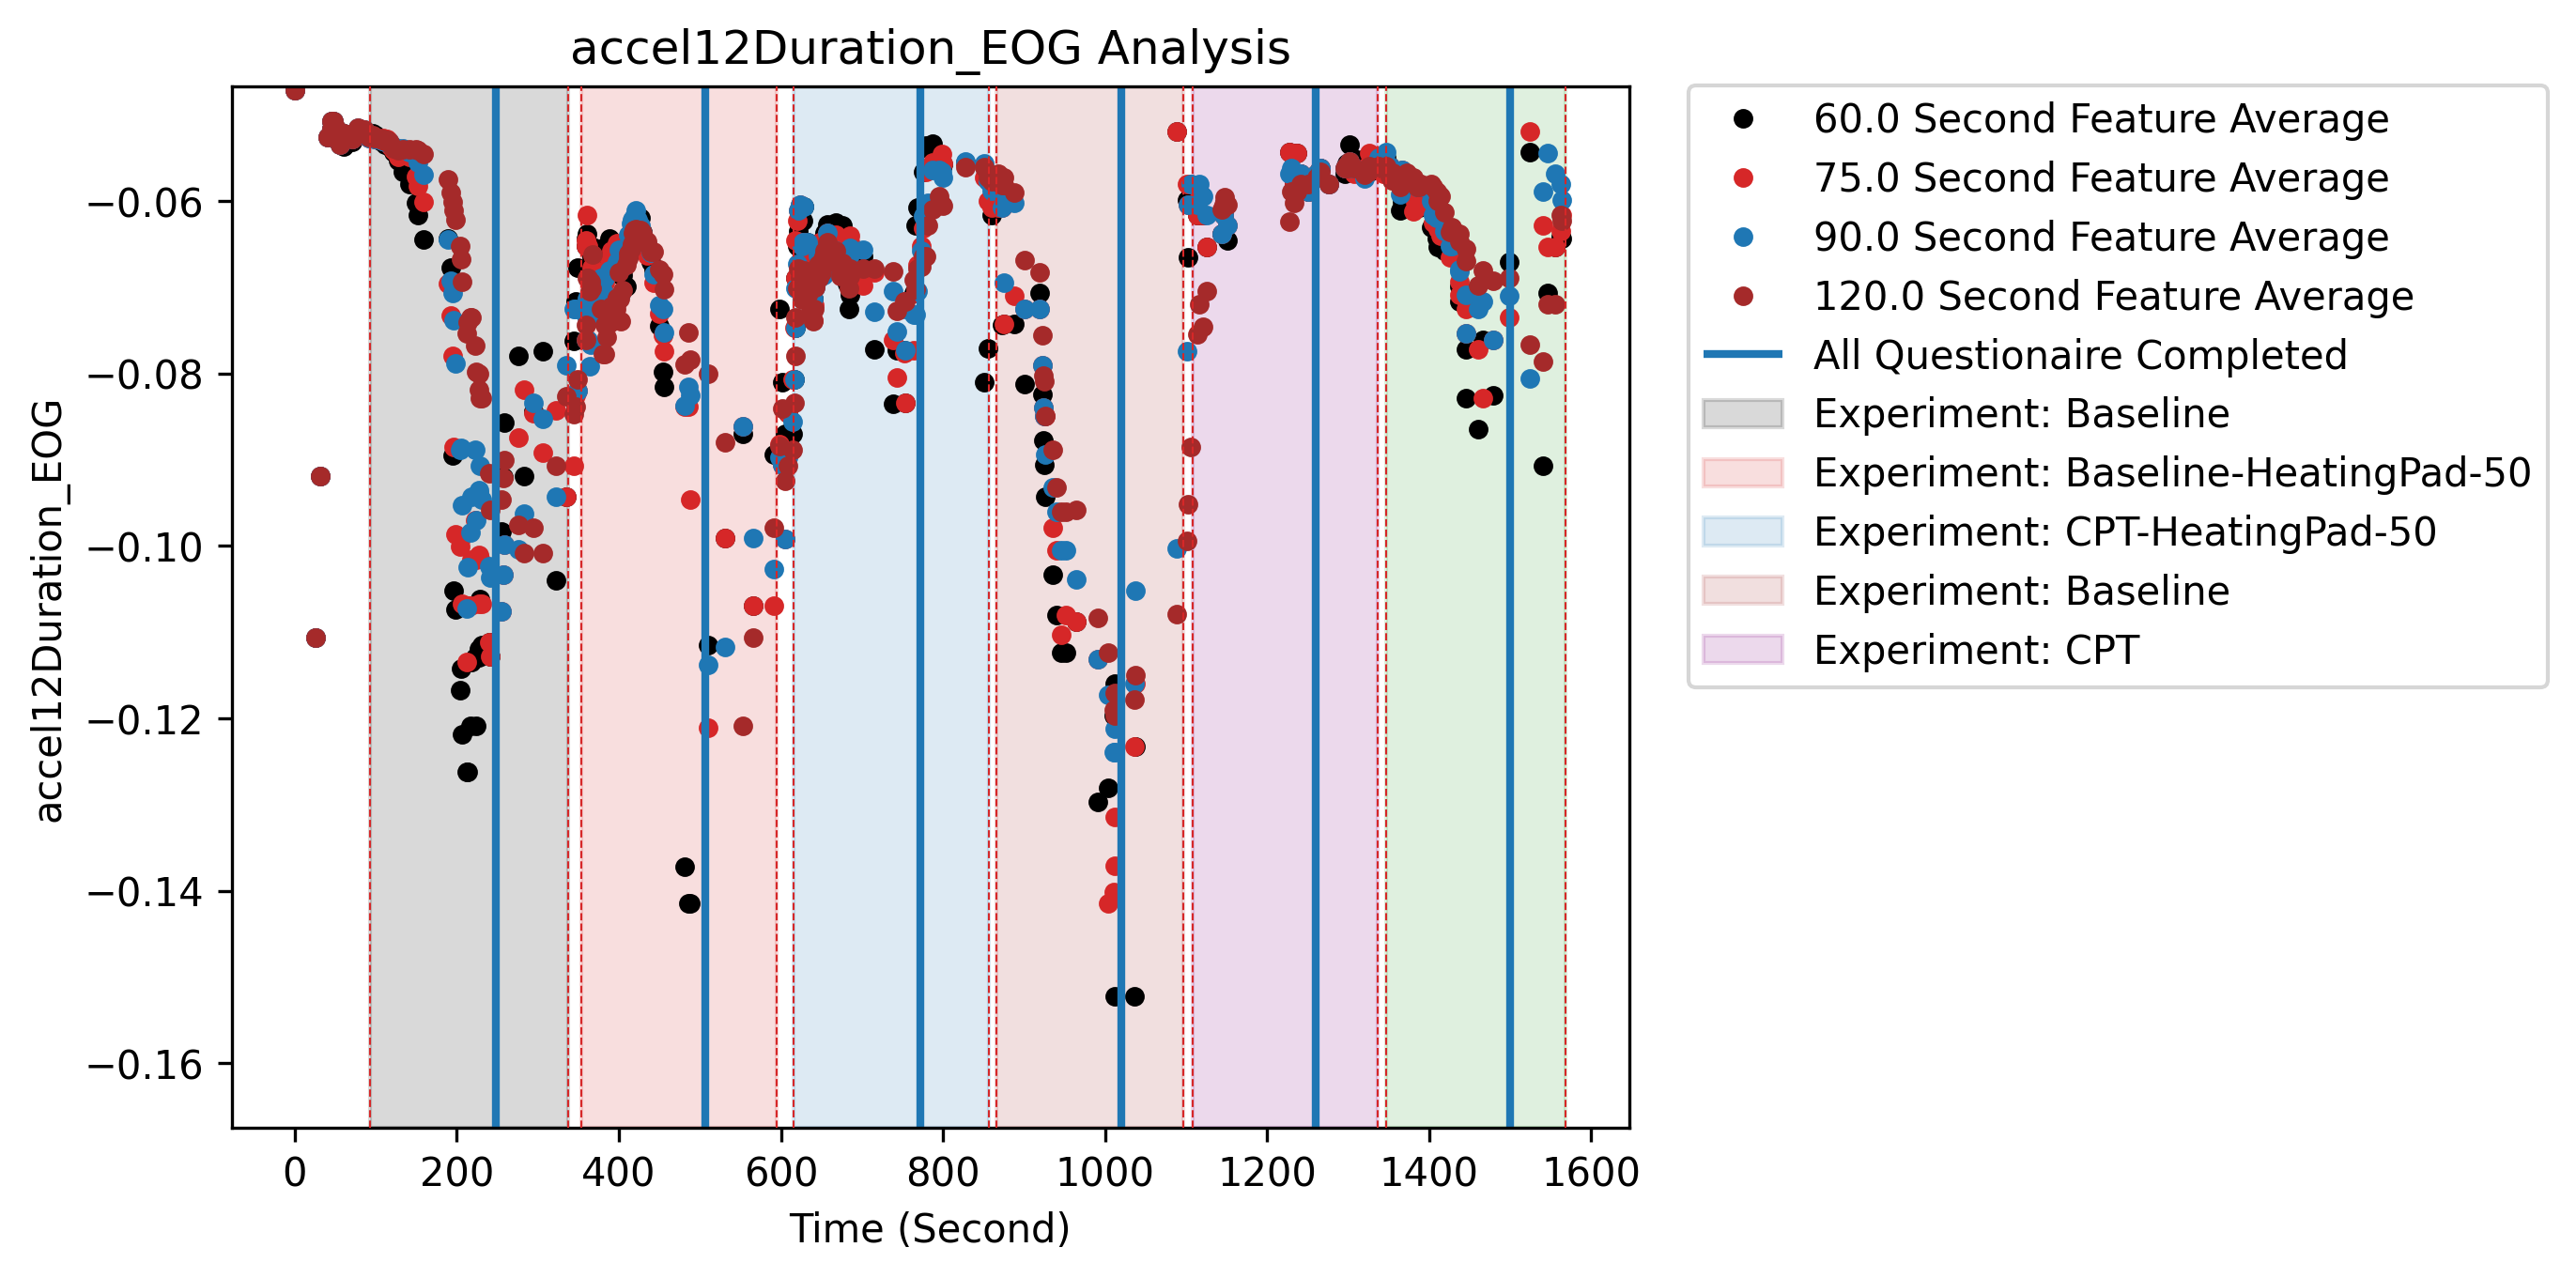 accel12Duration_EOG Analysis
accel12Duration_EOG
−0.06
−0.08
−0.10
−0.12
−0.14
−0.16
0 200 400 600 800 1000 1200 1400 1600
Time (Second)
60.0 Second Feature Average
75.0 Second Feature Average
90.0 Second Feature Average
120.0 Second Feature Average
All Questionaire Completed
Experiment: Baseline
Experiment: Baseline-HeatingPad-50
Experiment: CPT-HeatingPad-50
Experiment: Baseline
Experiment: CPT